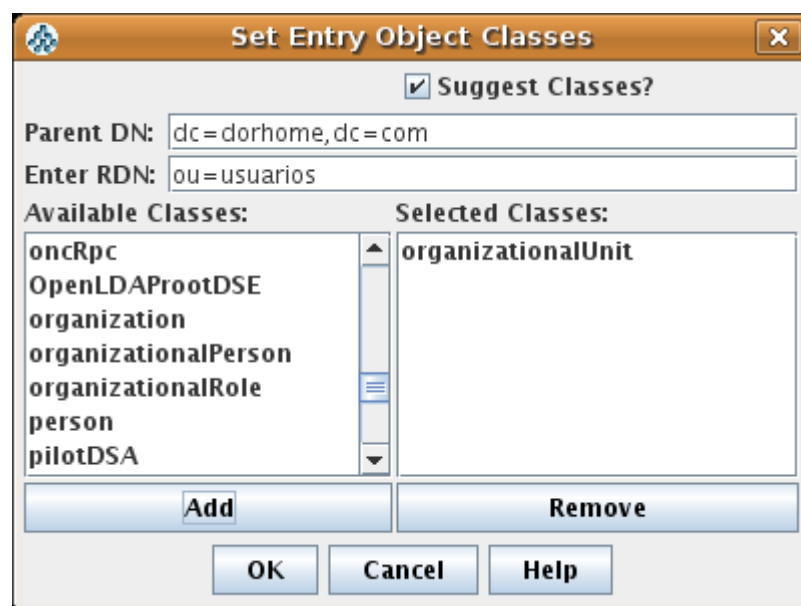 Set Entry Object Classes
Suggest Classes?
Parent DN: dc=dorhome,dc=com
Enter RDN: ou=usuarios
Available Classes:
Selected Classes:
oncRpc
OpenLDAProotDSE
organization
organizationalPerson
organizationalRole
person
pilotDSA
organizationalUnit
Add
Remove
OK
Cancel
Help